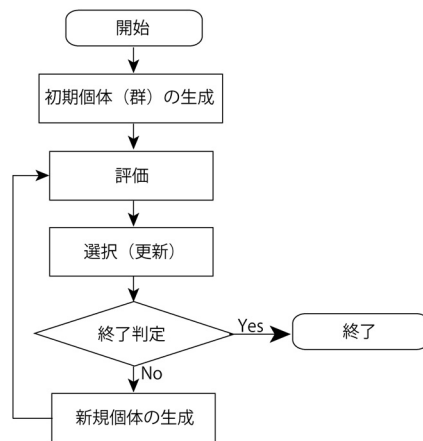 開始
初期個体（群）の生成
評価
選択（更新）
終了判定
Yes
終了
No
新規個体の生成